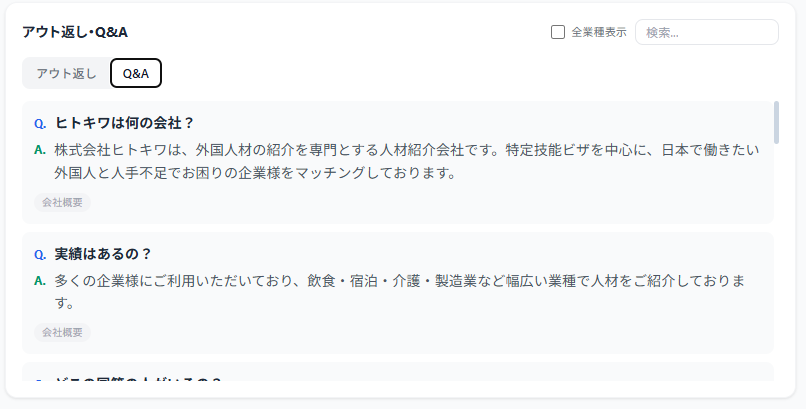 アウト返し・Q&A
全業種表示
検索...
アウト返し
Q&A
Q. ヒトキワは何の会社？
A. 株式会社ヒトキワは、外国人材の紹介を専門とする人材紹介会社です。特定技能ビザを中心に、日本で働きたい
外国人と人手不足でお困りの企業様をマッチングしております。
会社概要
Q. 実績はあるの？
A. 多くの企業様にご利用いただいており、飲食・宿泊・介護・製造業など幅広い業種で人材をご紹介しておりま
す。
会社概要